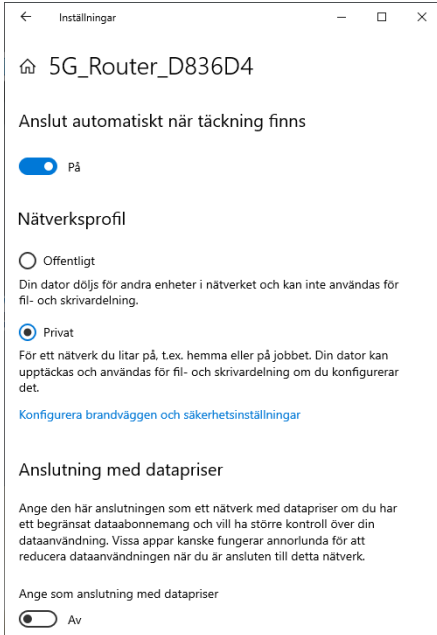 Inställningar
5G_Router_D836D4
Anslut automatiskt när täckning finns
På
Nätverksprofil
Offentligt
Din dator döljs för andra enheter i nätverket och kan inte användas för
fil- och skrivardelning.
Privat
För ett nätverk du litar på, t.ex. hemma eller på jobbet. Din dator kan
upptäckas och användas för fil- och skrivardelning om du konfigurerar
det.
Konfigurera brandväggen och säkerhetsinställningar
Anslutning med datapriser
Ange den här anslutningen som ett nätverk med datapriser om du har
ett begränsat dataabonnemang och vill ha större kontroll över din
dataanvändning. Vissa appar kanske fungerar annorlunda för att
reducera dataanvändningen när du är ansluten till detta nätverk.
Ange som anslutning med datapriser
Av